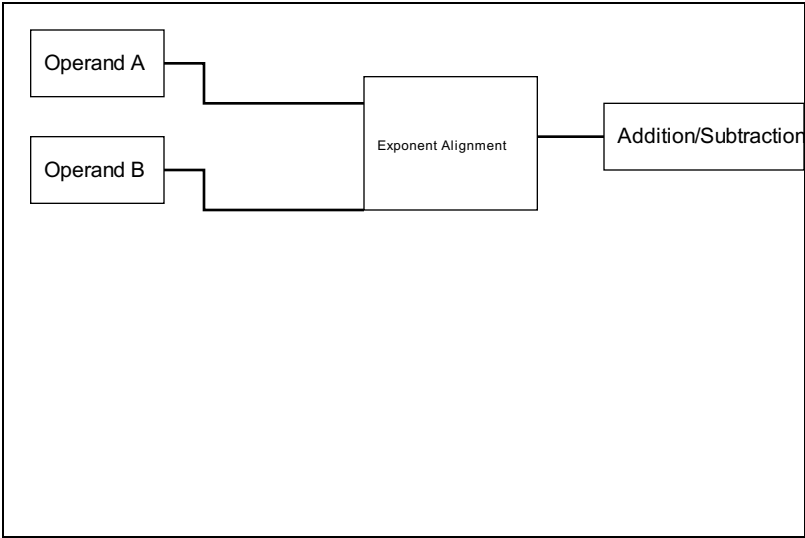 Operand A
Operand B
Exponent Alignment
Addition/Subtraction